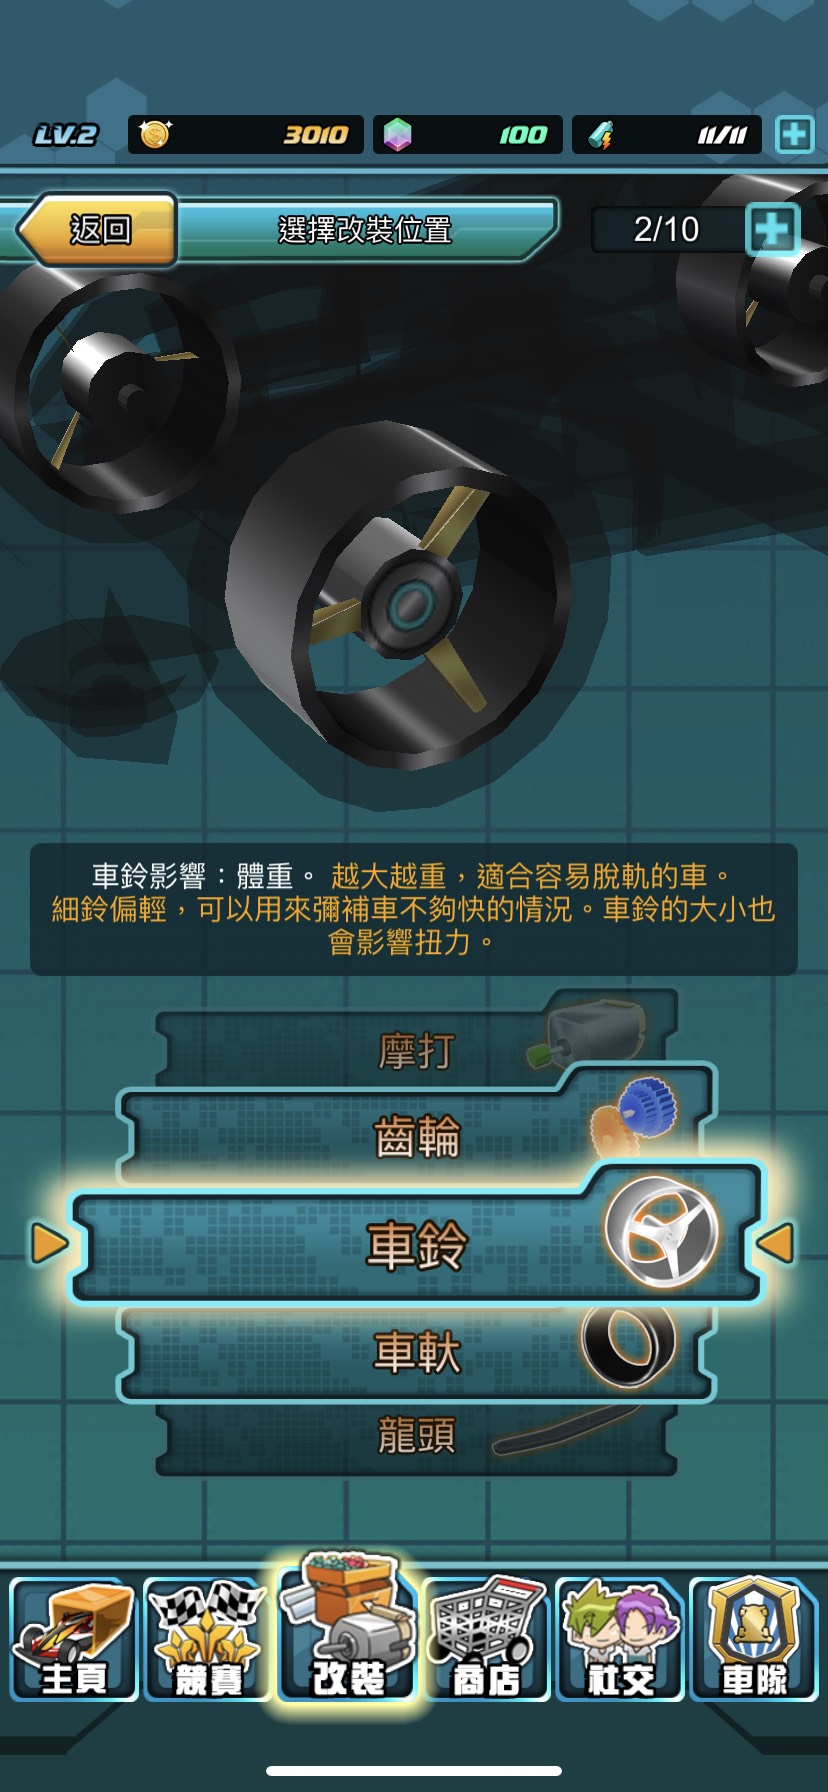 LV.2
3010
100
11/11
返回
選擇改裝位置
2/10
車鈴影響：體重。 越大越重，適合容易脫軌的車。
細鈴偏輕，可以用來彌補車不夠快的情況。車鈴的大小也
會影響扭力。
摩打
齒輪
車鈴
車軚
龍頭
主頁
競賽
改裝
商店
社交
車隊